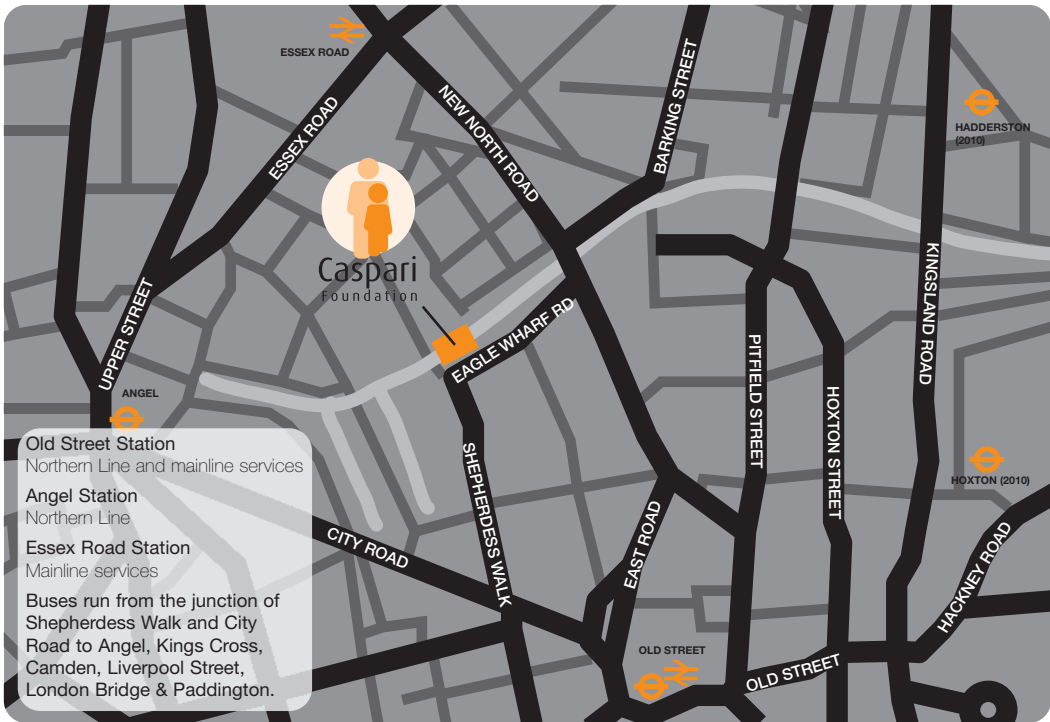 ESSEX ROAD
ESSEX ROAD
NEW NORTH ROAD
BARKING STREET
HADDERSTON
(2010)
Caspari
Foundation
UPPER STREET
EAGLE WHARF RD
KINGSLAND ROAD
PITFIELD STREET
HOXTON STREET
ANGEL
HOXTON (2010)
SHEPHERDESS WALK
CITY ROAD
EAST ROAD
HACKNEY ROAD
OLD STREET
OLD STREET
Old Street Station
Northern Line and mainline services
Angel Station
Northern Line
Essex Road Station
Mainline services
Buses run from the junction of
Shepherdess Walk and City
Road to Angel, Kings Cross,
Camden, Liverpool Street,
London Bridge & Paddington.